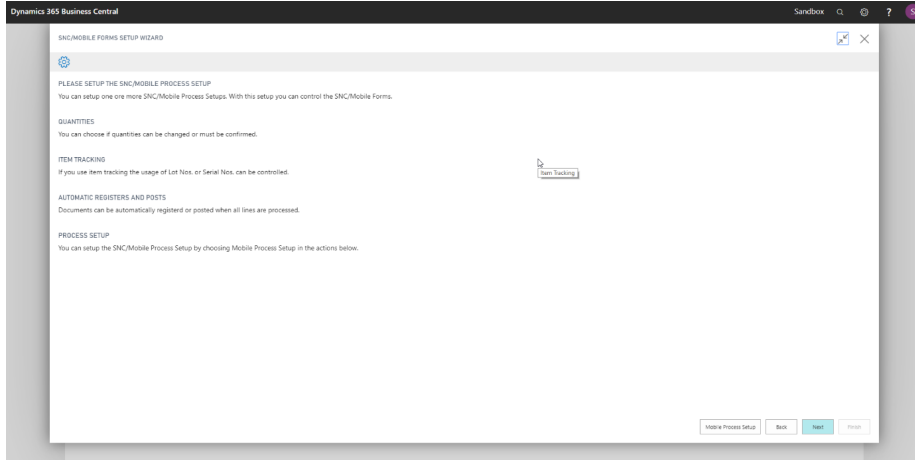 Dynamics 365 Business Central
Sandbox
?
S
SNC/MOBILE FORMS SETUP WIZARD
PLEASE SETUP THE SNC/MOBILE PROCESS SETUP
You can setup one ore more SNC/Mobile Process Setups. With this setup you can control the SNC/Mobile Forms.
QUANTITIES
You can choose if quantities can be changed or must be confirmed.
ITEM TRACKING
If you use item tracking the usage of Lot Nos. or Serial Nos. can be controlled.
Item Tracking
AUTOMATIC REGISTERS AND POSTS
Documents can be automatically registerd or posted when all lines are processed.
PROCESS SETUP
You can setup the SNC/Mobile Process Setup by choosing Mobile Process Setup in the actions below.
Mobile Process Setup
Back
Next
Finish